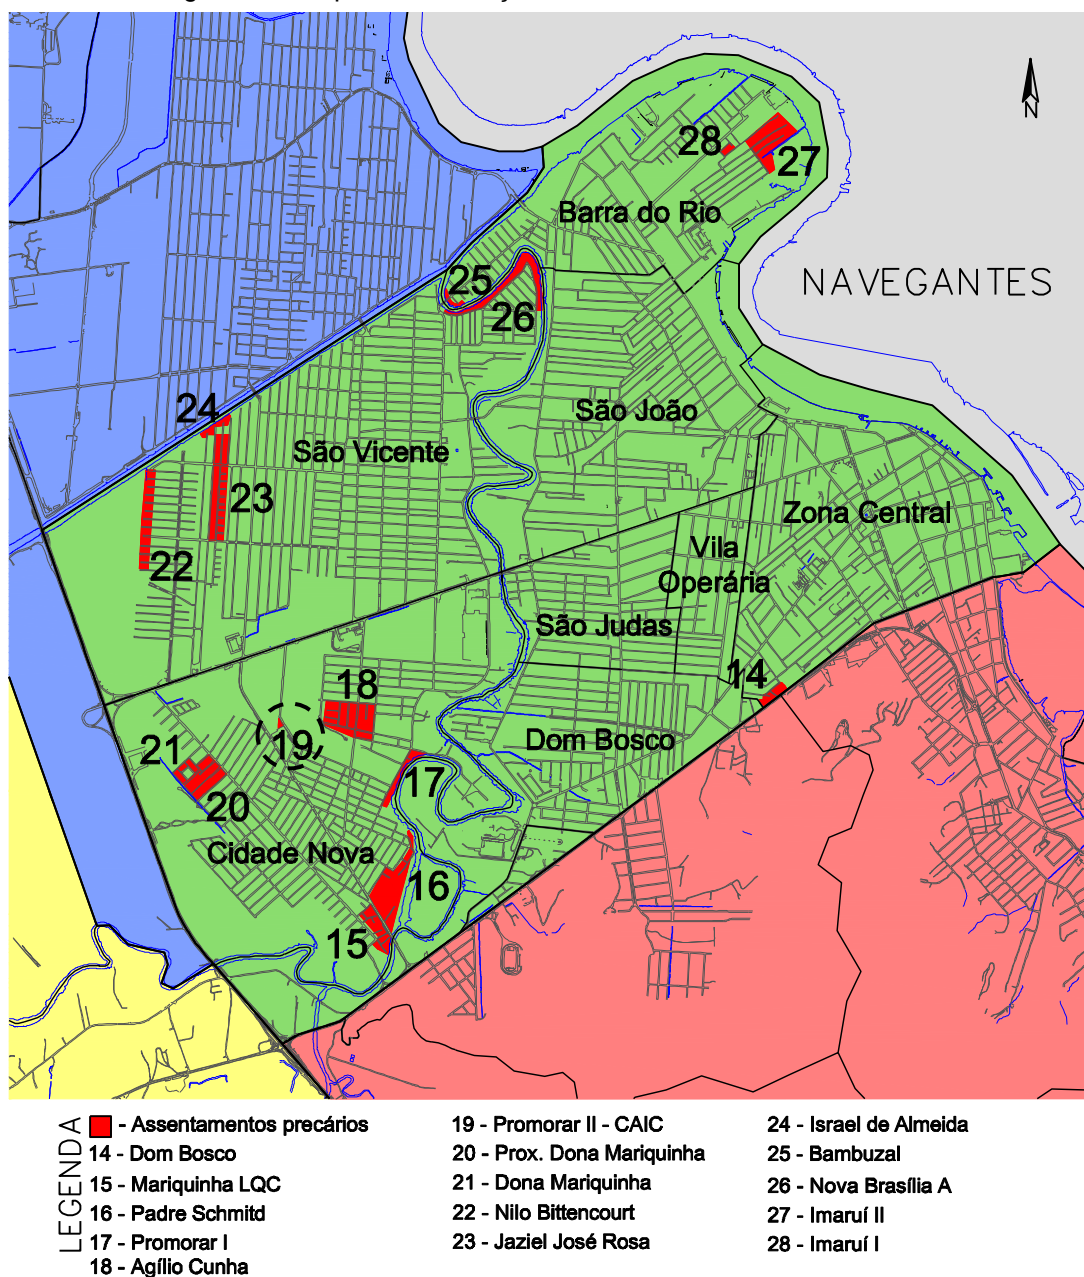 N
28
27
Barra do Rio
NAVEGANTES
25
26
24
São João
São Vicente
23
Zona Central
22
Vila
Operária
São Judas
14
18
19
Dom Bosco
21
17
20
Cidade Nova
16
15
LEGENDA
- Assentamentos precários
14 - Dom Bosco
15 - Mariquinha LQC
16 - Padre Schmitd
17 - Promorar I
18 - Agílio Cunha
19 - Promorar II - CAIC
20 - Prox. Dona Mariquinha
21 - Dona Mariquinha
22 - Nilo Bittencourt
23 - Jaziel José Rosa
24 - Israel de Almeida
25 - Bambuzal
26 - Nova Brasília A
27 - Imaruí II
28 - Imaruí I